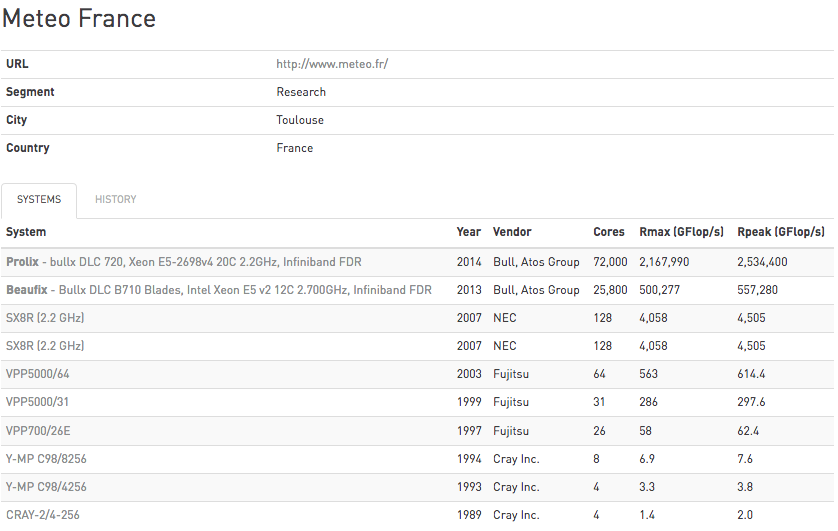 Meteo France
URL http://www.meteo.fr/
Segment Research
City Toulouse
Country France
SYSTEMS HISTORY
System Year Vendor Cores Rmax (GFlop/s) Rpeak (GFlop/s)
Prolix - bullx DLC 720, Xeon E5-2698v4 20C 2.2GHz, Infiniband FDR 2014 Bull, Atos Group 72,000 2,167,990 2,534,400
Beaufix - Bullx DLC B710 Blades, Intel Xeon E5 v2 12C 2.700GHz, Infiniband FDR 2013 Bull, Atos Group 25,800 500,277 557,280
SX8R (2.2 GHz) 2007 NEC 128 4,058 4,505
SX8R (2.2 GHz) 2007 NEC 128 4,058 4,505
VPP5000/64 2003 Fujitsu 64 563 614.4
VPP5000/31 1999 Fujitsu 31 286 297.6
VPP700/26E 1997 Fujitsu 26 58 62.4
Y-MP C98/8256 1994 Cray Inc. 8 6.9 7.6
Y-MP C98/4256 1993 Cray Inc. 4 3.3 3.8
CRAY-2/4-256 1989 Cray Inc. 4 1.4 2.0